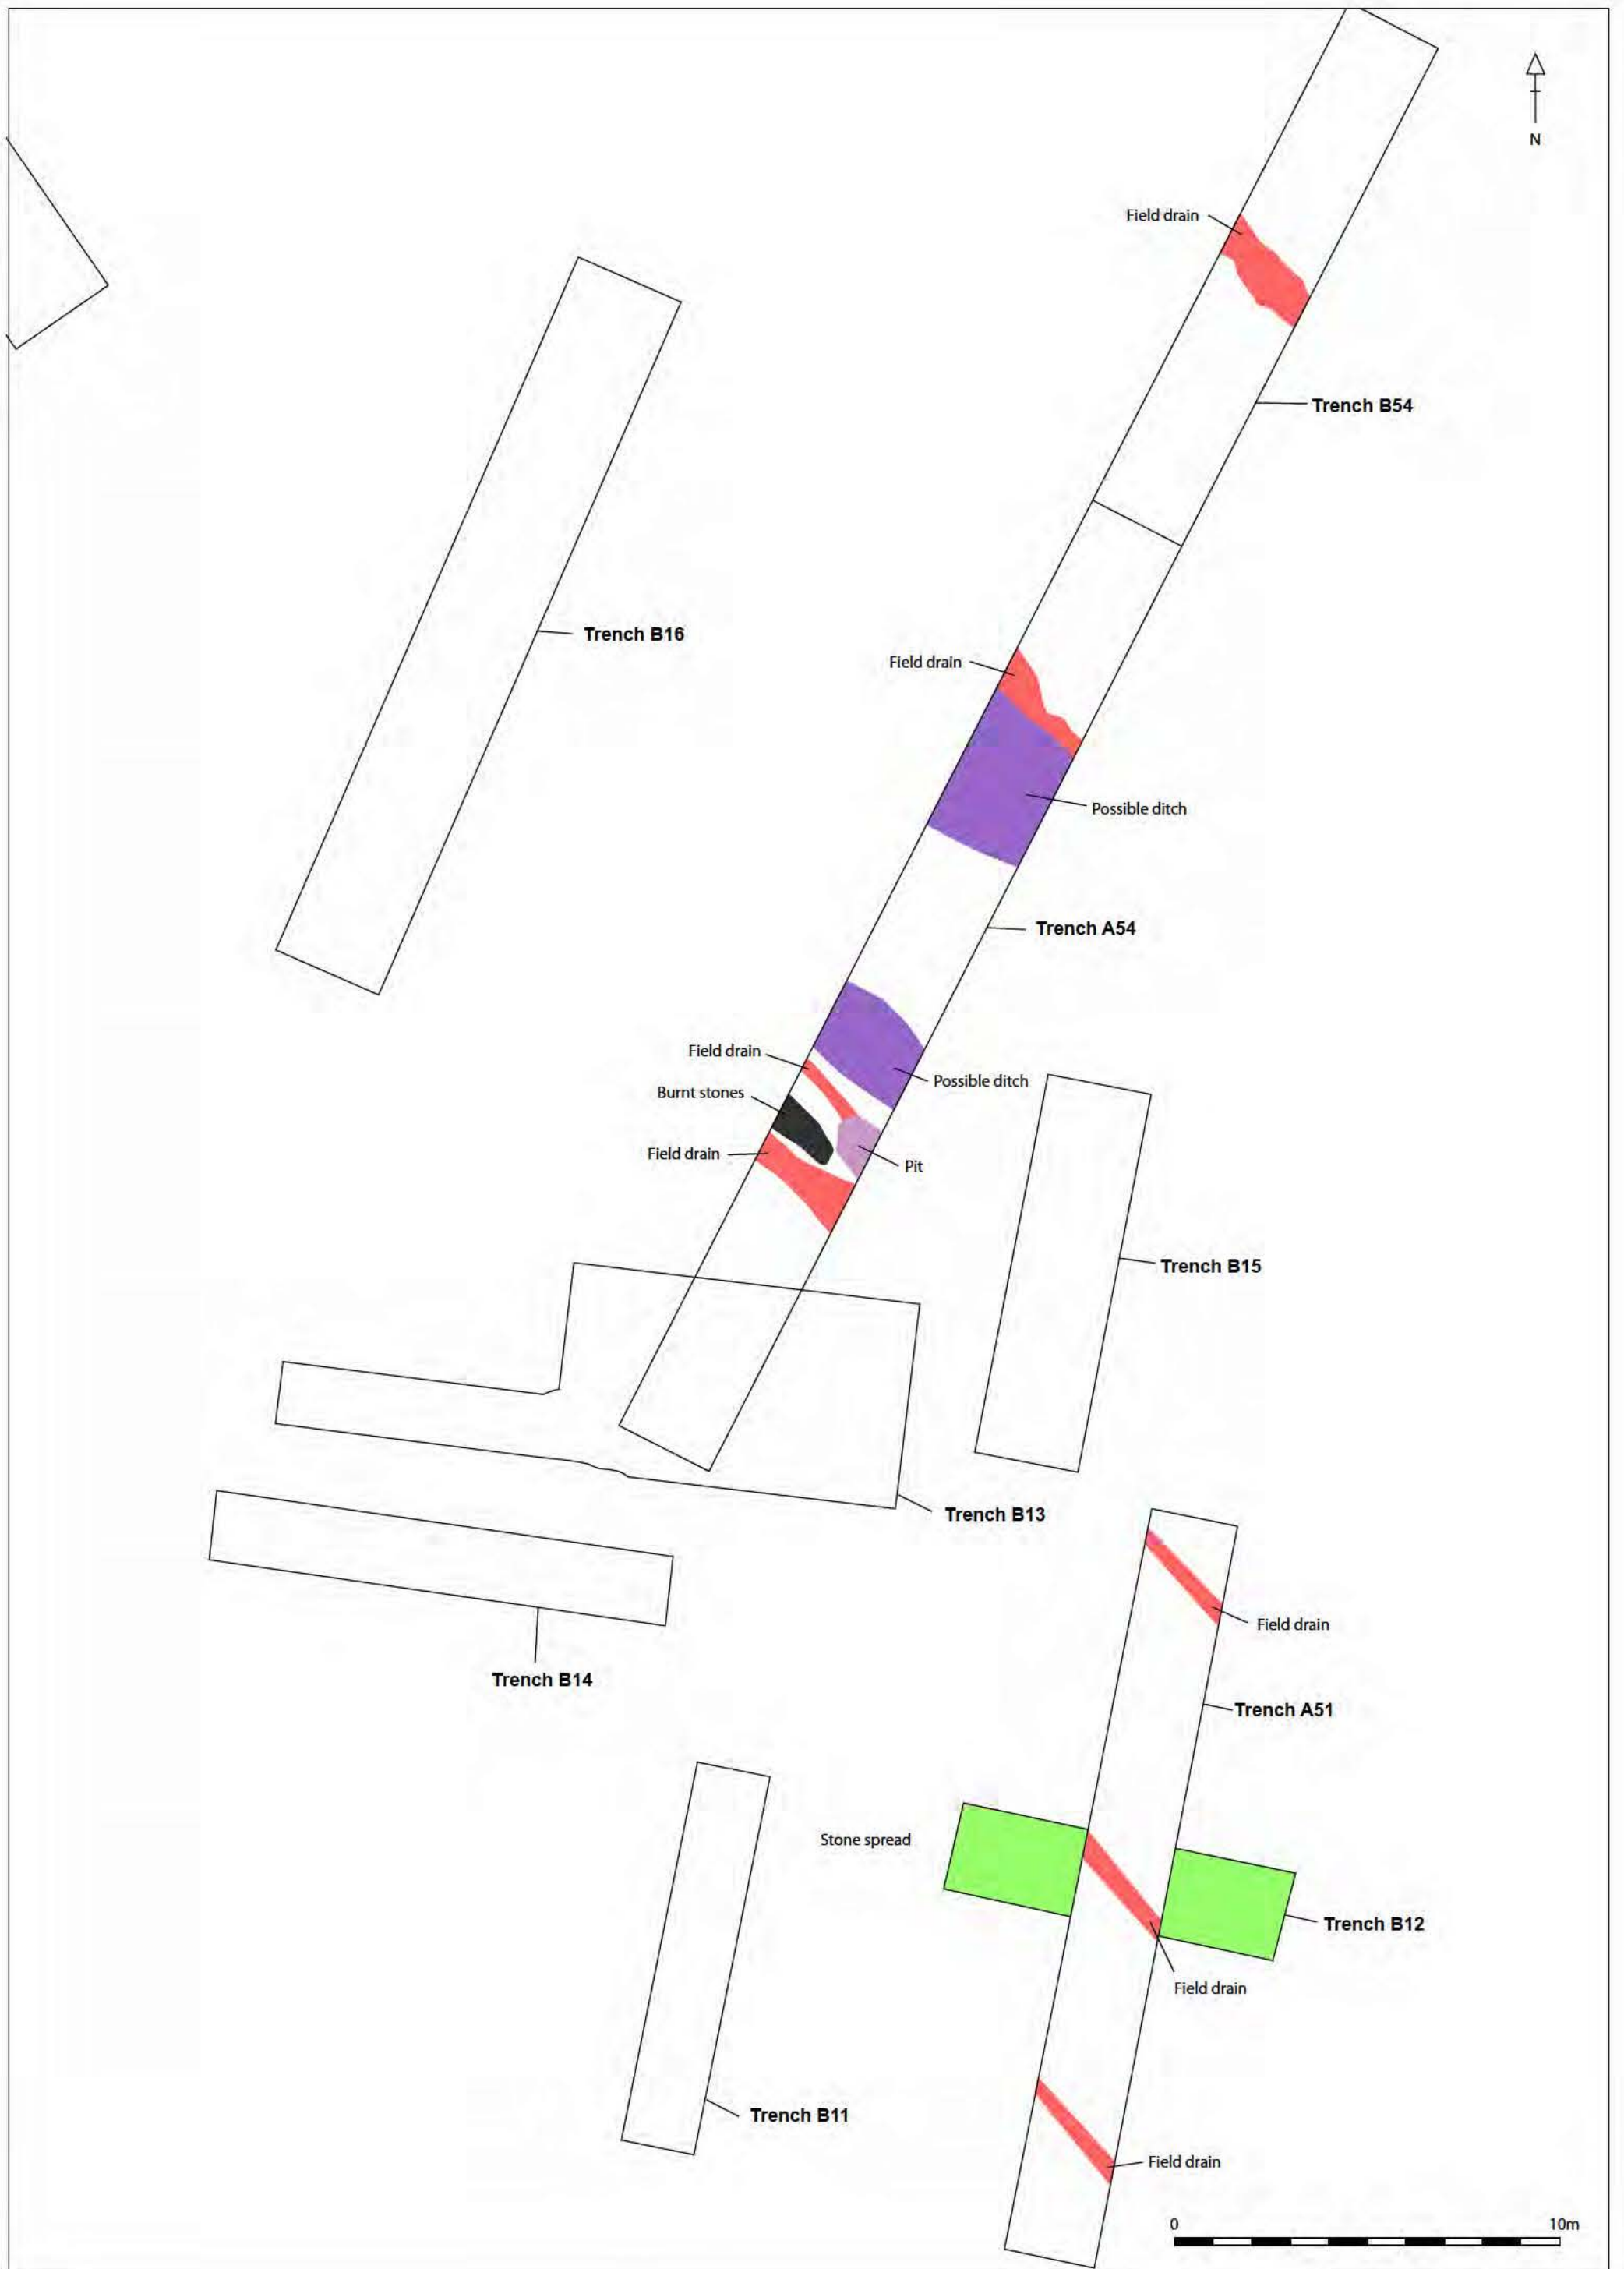 N
Field drain
Trench B54
Trench B16
Field drain
Possible ditch
Trench A54
Field drain
Possible ditch
Burnt stones
Field drain
Pit
Trench B15
Trench B13
Field drain
Trench B14
Trench A51
Stone spread
Trench B12
Field drain
Trench B11
Field drain
0 10m